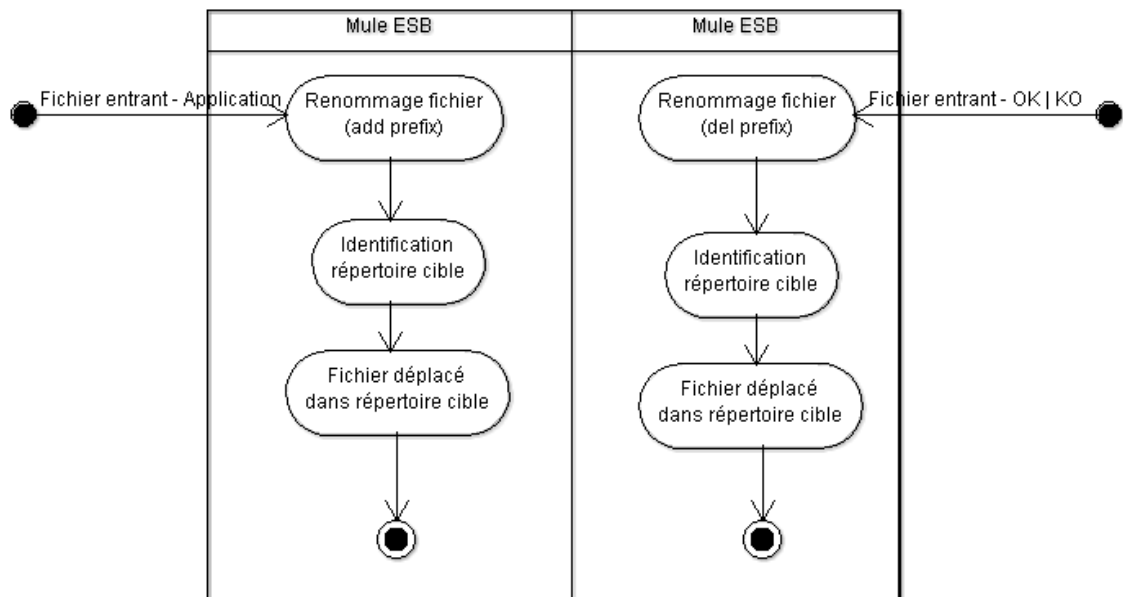 Mule ESB
Mule ESB
Fichier entrant - Application
Renommage fichier
(add prefix)
Renommage fichier
(del prefix)
Fichier entrant - OK | KO
Identification
répertoire cible
Identification
répertoire cible
Fichier déplacé
dans répertoire cible
Fichier déplacé
dans répertoire cible